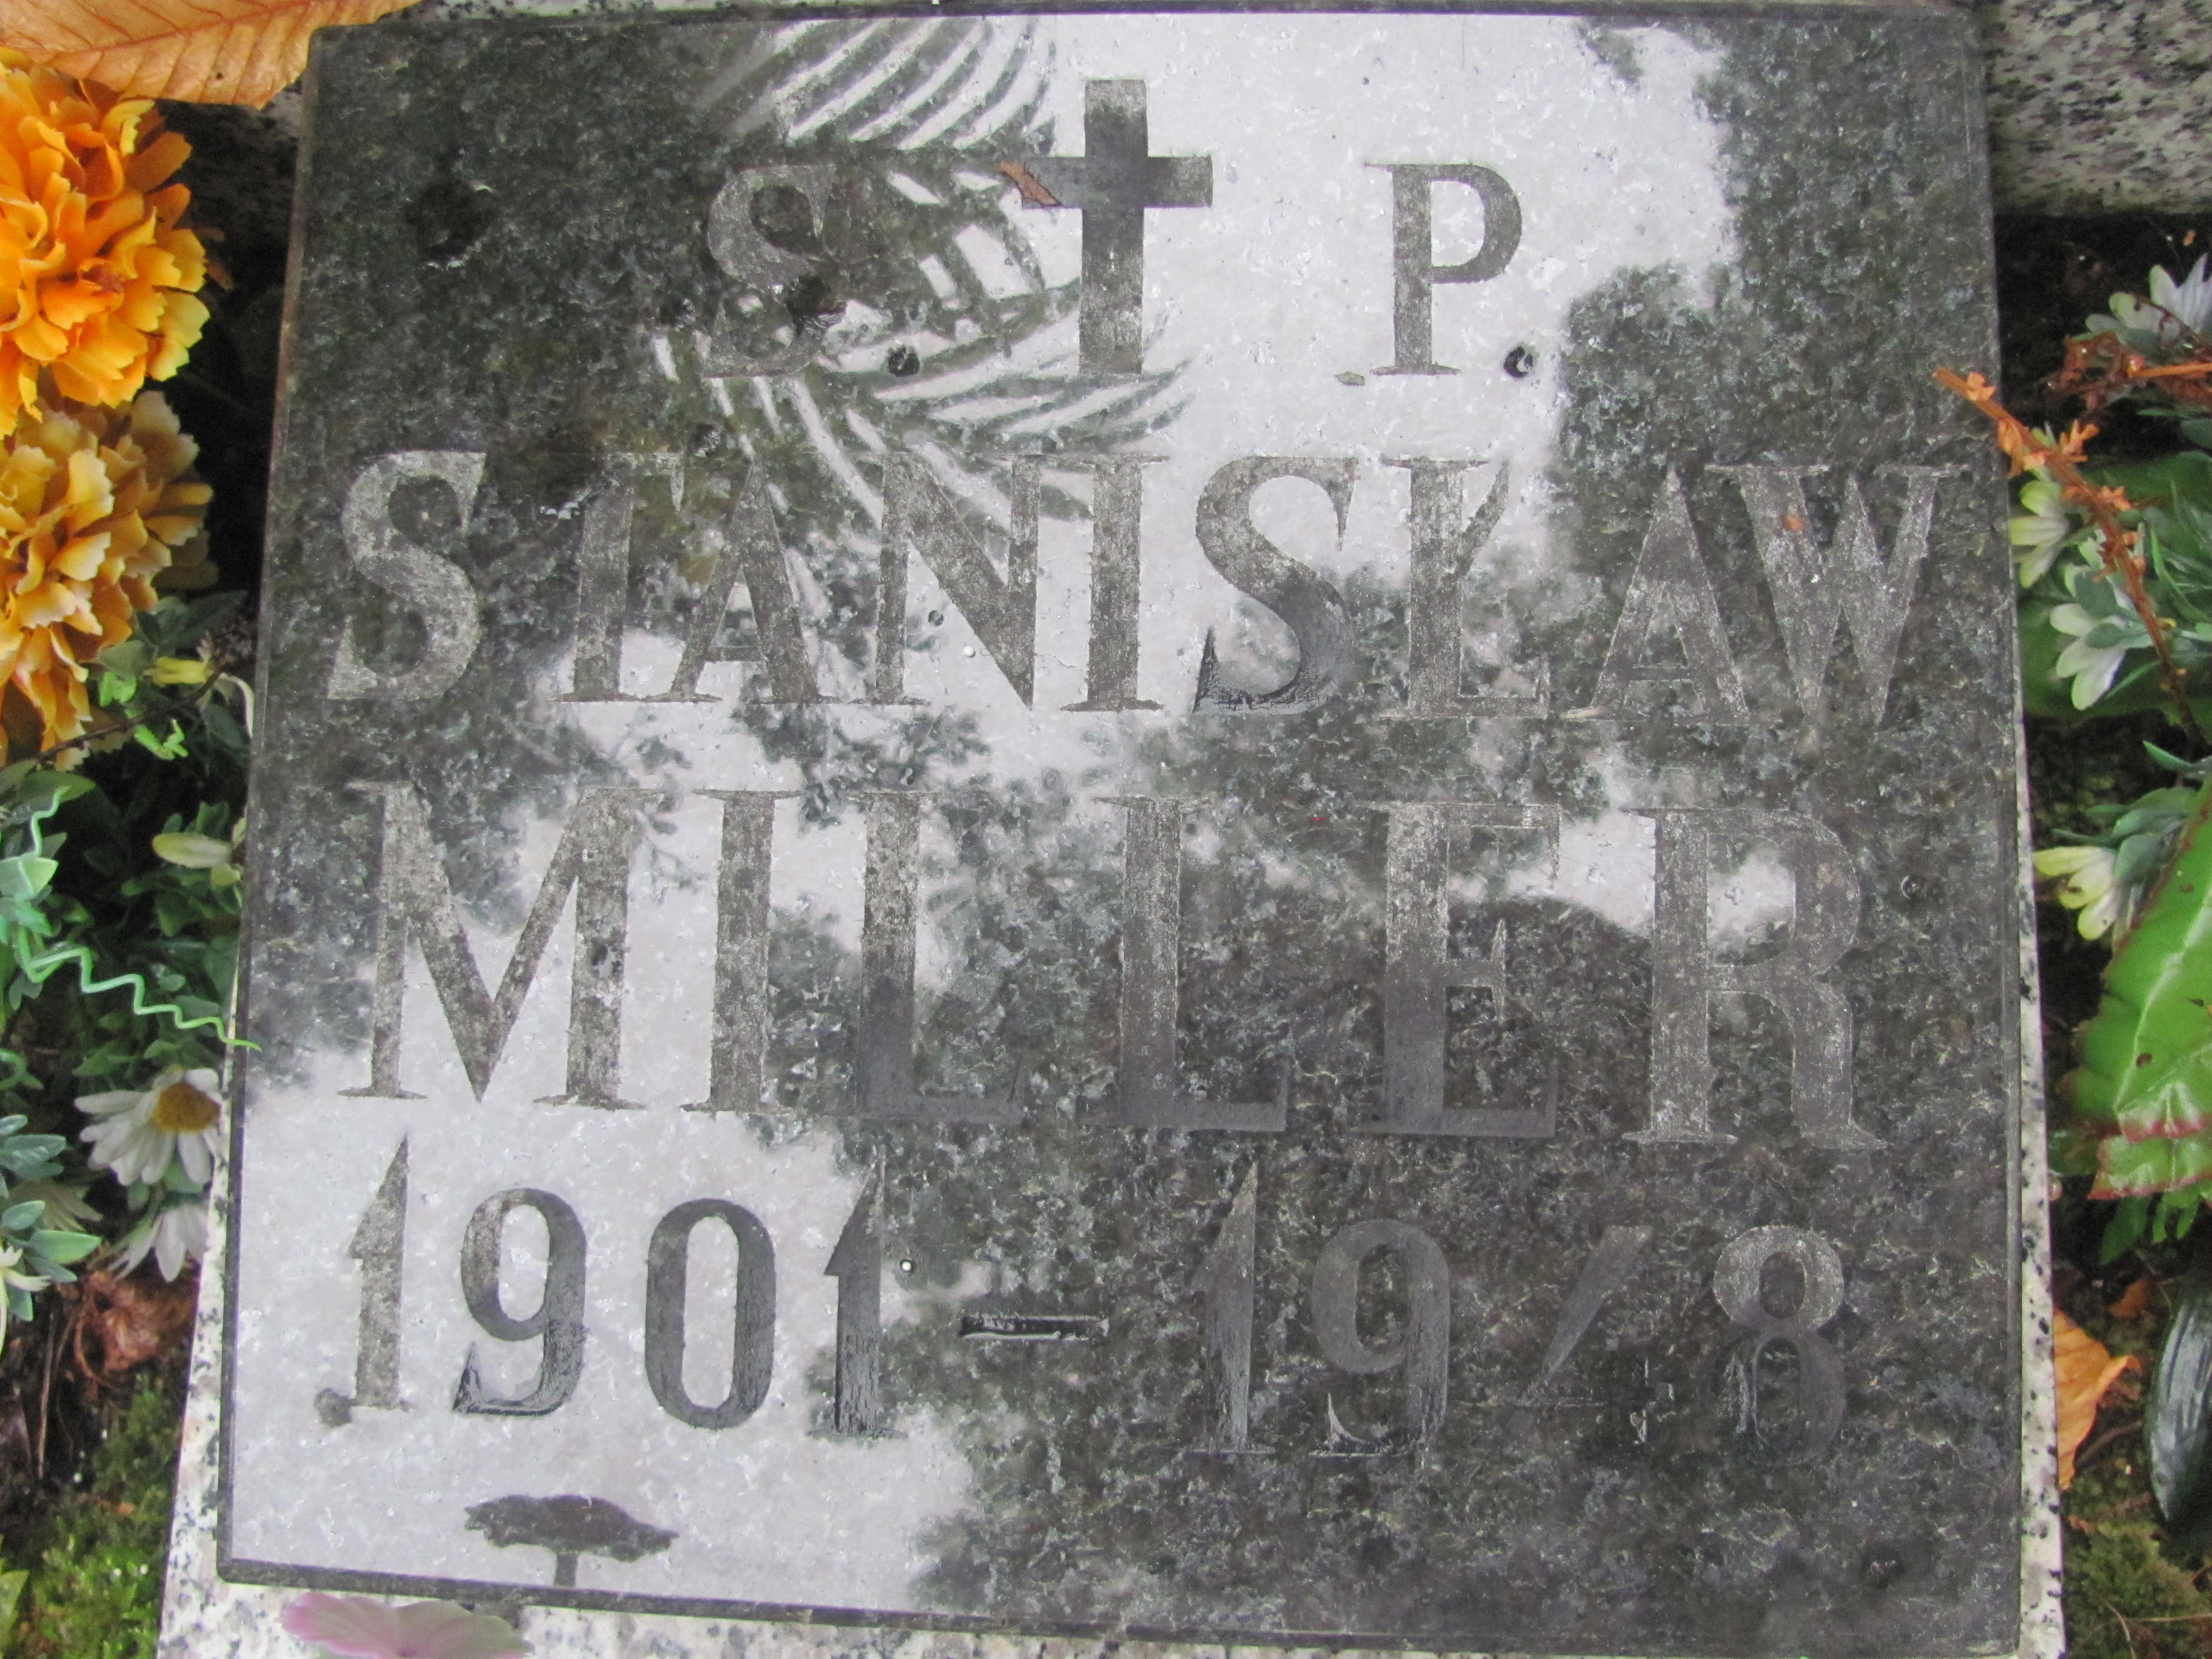 S. ✝ P.
STANISŁAW
MILLER
1901-1948